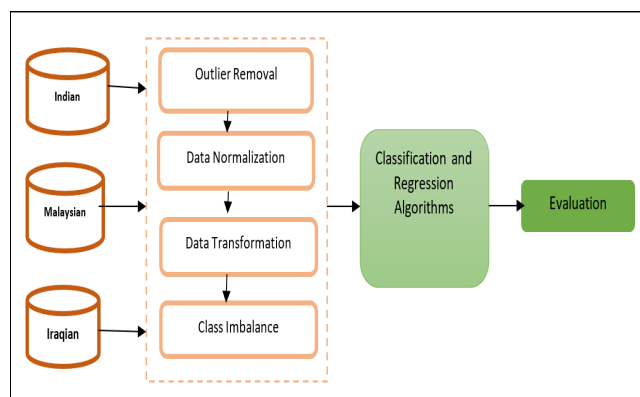 Indian
Malaysian
Iraqian
Outlier Removal
Data Normalization
Data Transformation
Class Imbalance
Classification and
Regression
Algorithms
Evaluation